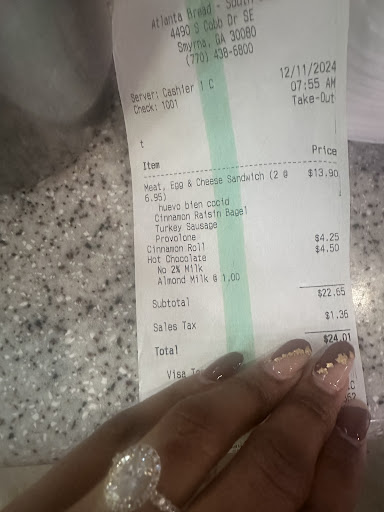 Atlanta Bread - South
4490 S Cobb Dr SE
Smyrna, GA 30080
(770) 438-6800
12/11/2024
Server: Cashier 1 C 07:55 AM
Check: 1001 Take-Out
t
Item Price
Meat, Egg & Cheese Sandwich (2 @ $13.90
6.95)
huevo bien cocid
Cinnamon Raisin Bagel
Turkey Sausage
Provolone
Cinnamon Roll $4.25
Hot Chocolate $4.50
No 2% Milk
Almond Milk @ 1.00
Subtotal $22.65
Sales Tax $1.36
Total $24.01
Visa